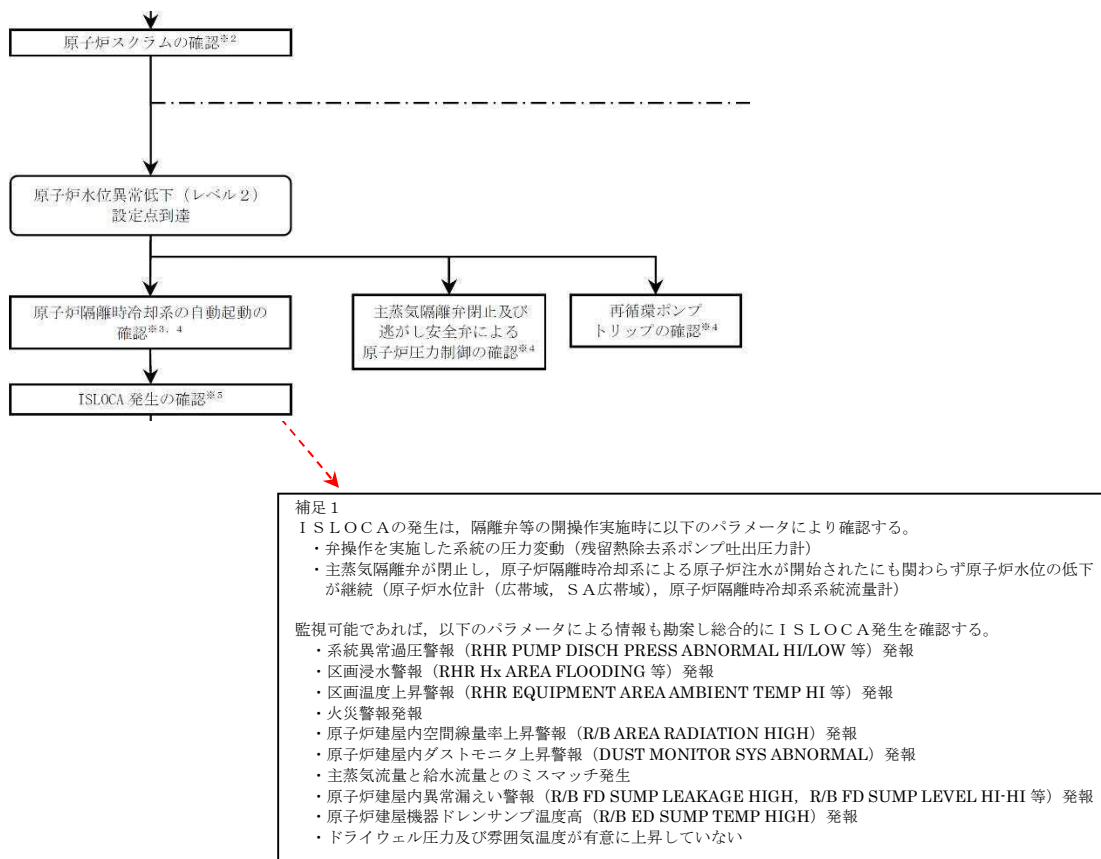 原子炉スクラムの確認※2
原子炉水位異常低下（レベル２）
設定点到達
原子炉隔離時冷却系の自動起動の
確認※3，4
主蒸気隔離弁閉止及び
逃がし安全弁による
原子炉圧力制御の確認※4
再循環ポンプ
トリップの確認※4
ISLOCA 発生の確認※5
補足１
ＩＳＬＯＣＡの発生は，隔離弁等の開操作実施時に以下のパラメータにより確認する。
・弁操作を実施した系統の圧力変動（残留熱除去系ポンプ吐出圧力計）
・主蒸気隔離弁が閉止し，原子炉隔離時冷却系による原子炉注水が開始されたにも関わらず原子炉水位の低下
が継続（原子炉水位計（広帯域，ＳＡ広帯域），原子炉隔離時冷却系系統流量計）
監視可能であれば，以下のパラメータによる情報も勘案し総合的にＩＳＬＯＣＡ発生を確認する。
・系統異常過圧警報（RHR PUMP DISCH PRESS ABNORMAL HI/LOW 等）発報
・区画浸水警報（RHR Hx AREA FLOODING 等）発報
・区画温度上昇警報（RHR EQUIPMENT AREA AMBIENT TEMP HI 等）発報
・火災警報発報
・原子炉建屋内空間線量率上昇警報（R/B AREA RADIATION HIGH）発報
・原子炉建屋内ダストモニタ上昇警報（DUST MONITOR SYS ABNORMAL）発報
・主蒸気流量と給水流量とのミスマッチ発生
・原子炉建屋内異常漏えい警報（R/B FD SUMP LEAKAGE HIGH，R/B FD SUMP LEVEL HI-HI 等）発報
・原子炉建屋機器ドレンサンプ温度高（R/B ED SUMP TEMP HIGH）発報
・ドライウェル圧力及び雰囲気温度が有意に上昇していない